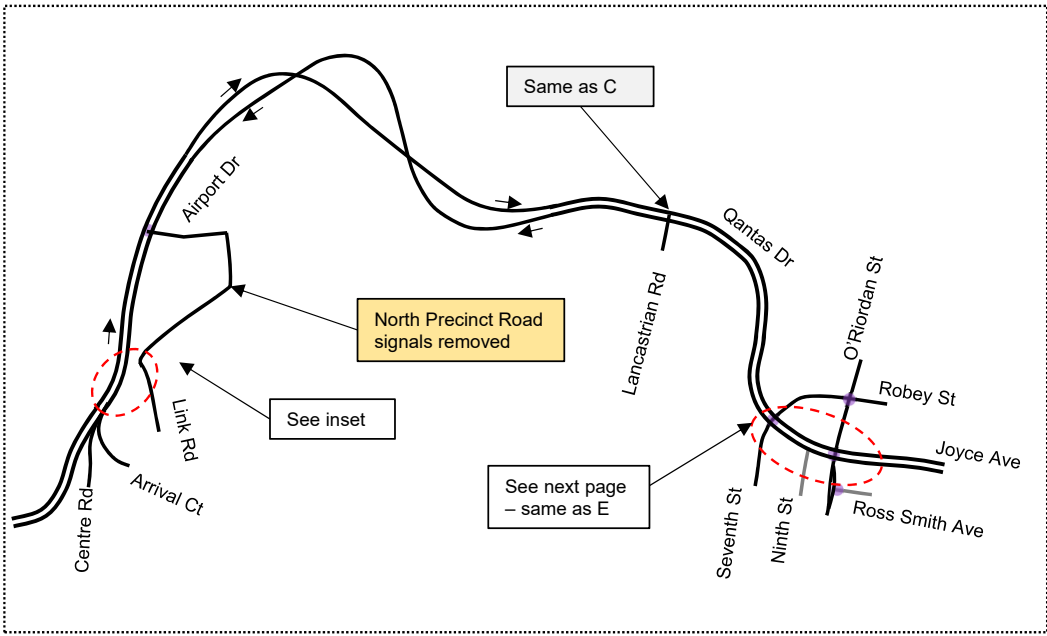 Same as C
Airport Dr
Qantas Dr
Lancastrian Rd
O'Riordan St
North Precinct Road
signals removed
Robey St
See inset
Link Rd
Joyce Ave
Arrival Ct
See next page
– same as E
Centre Rd
Seventh St
Ninth St
Ross Smith Ave